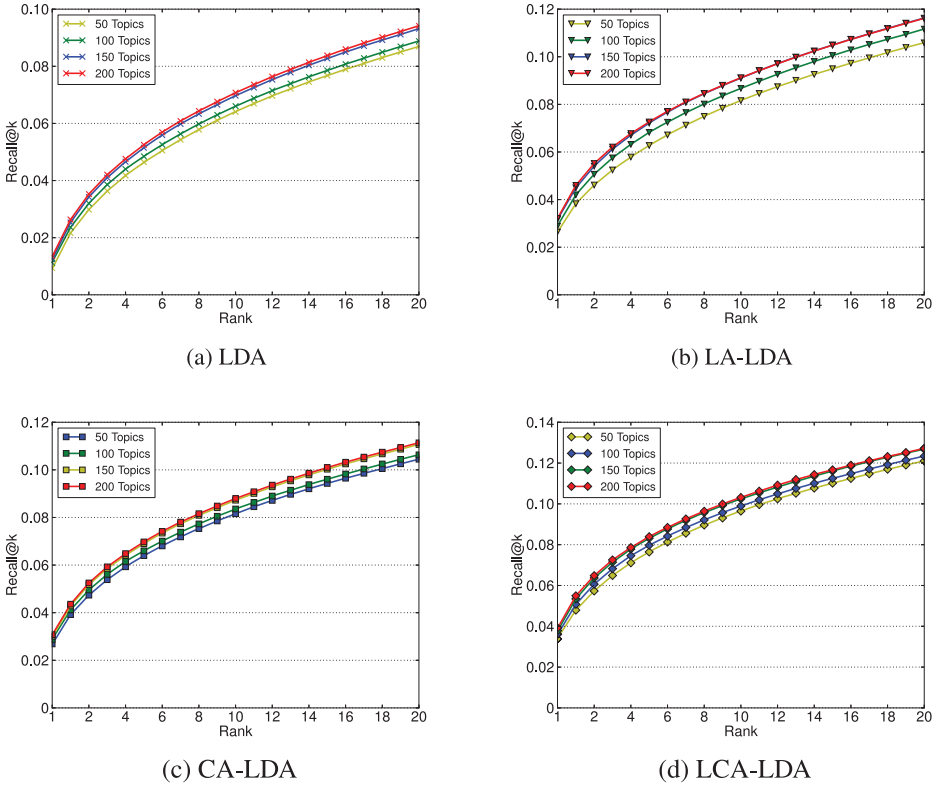 0.10
0.08
0.06
0.04
0.02
0
Recall@k
50 Topics
100 Topics
150 Topics
200 Topics
1 2 4 6 8 10 12 14 16 18 20
Rank
(a) LDA
0.12
0.10
0.08
0.06
0.04
0.02
0
Recall@k
50 Topics
100 Topics
150 Topics
200 Topics
1 2 4 6 8 10 12 14 16 18 20
Rank
(b) LA-LDA
0.12
0.10
0.08
0.06
0.04
0.02
0
Recall@k
50 Topics
100 Topics
150 Topics
200 Topics
1 2 4 6 8 10 12 14 16 18 20
Rank
(c) CA-LDA
0.14
0.12
0.10
0.08
0.06
0.04
0.02
0
Recall@k
50 Topics
100 Topics
150 Topics
200 Topics
1 2 4 6 8 10 12 14 16 18 20
Rank
(d) LCA-LDA